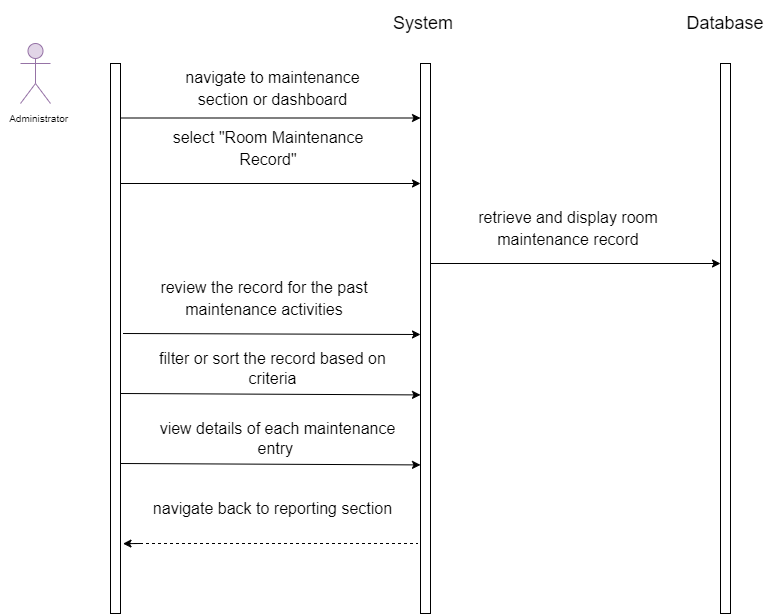 System
Database
Administrator
navigate to maintenance
section or dashboard
select "Room Maintenance
Record"
retrieve and display room
maintenance record
review the record for the past
maintenance activities
filter or sort the record based on
criteria
view details of each maintenance
entry
navigate back to reporting section